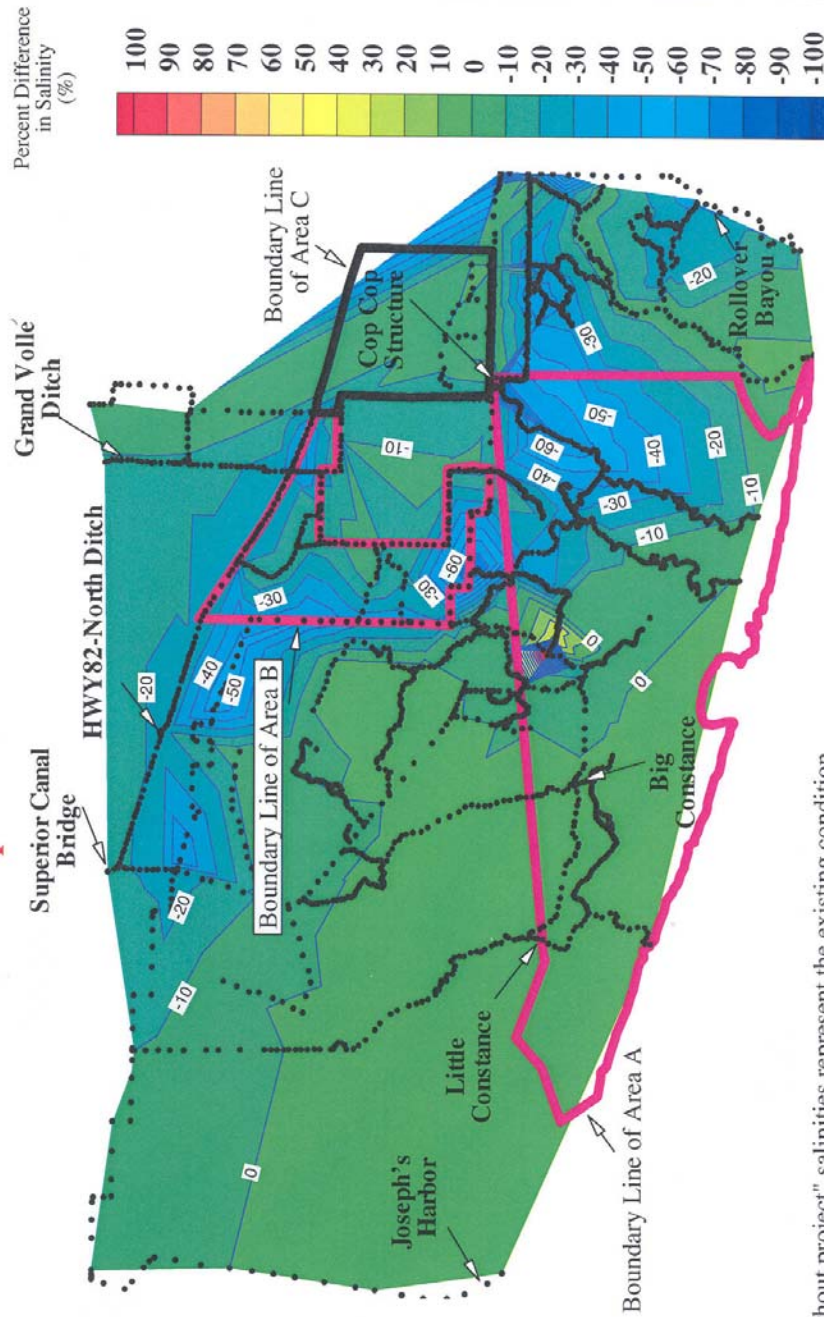 Percent Difference
in Salinity
(%)
100
90
80
70
60
50
40
30
20
10
0
-10
-20
-30
-40
-50
-60
-70
-80
-90
-100
Grand Vollé
Ditch
Boundary Line
of Area C
Superior Canal
Bridge
HWY82-North Ditch
Cop Cop
Structure
Boundary Line of Area B
Rollover
Bayou
Big
Constance
Little
Constance
Joseph's
Harbor
Boundary Line of Area A
-20
-40
-50
-30
-20
-10
0
-10
-30
-60
-60
-40
-30
-50
-40
-30
-20
-10
-10
-20
0
0
hout project" salinities represent the existing condition